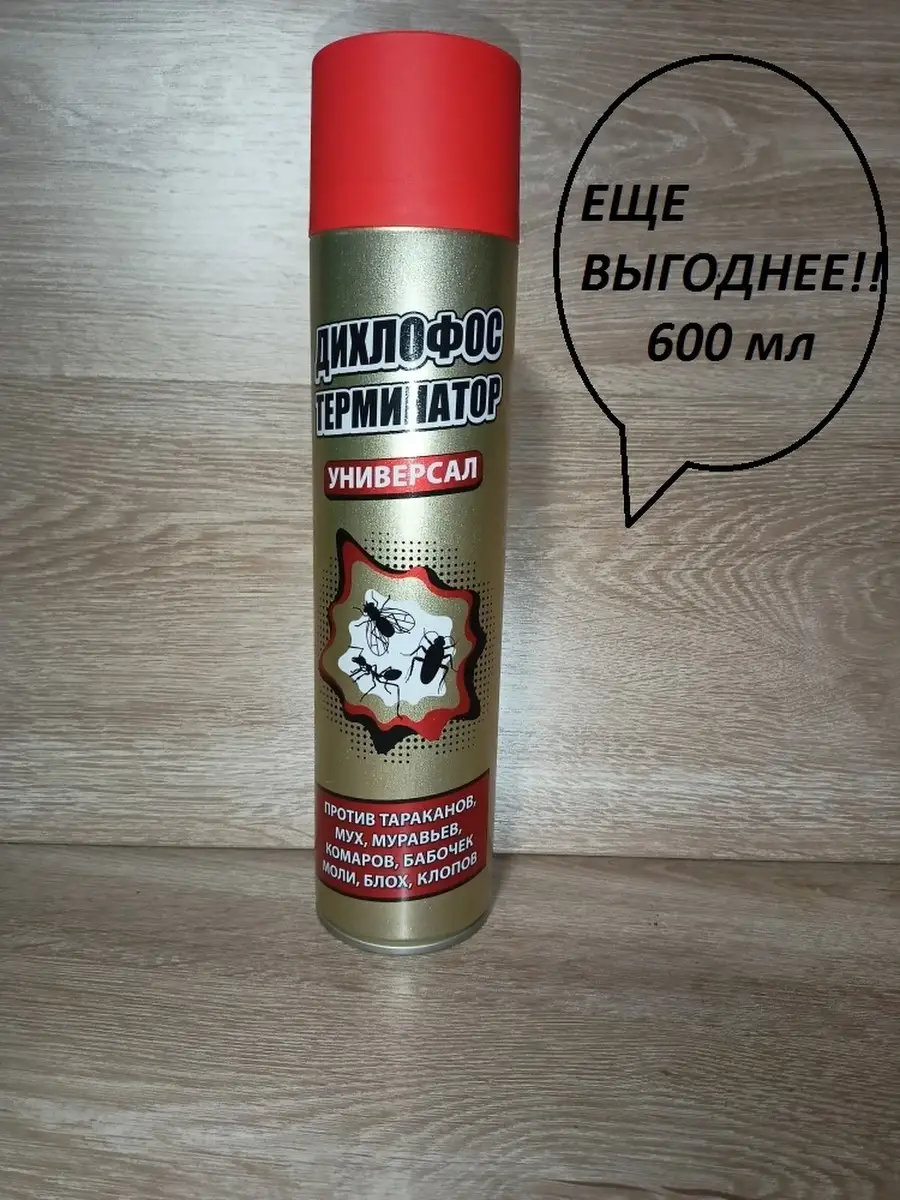 ЕЩЕ
ВЫГОДНЕЕ!!
600 мл
ДИХЛОФОС
ТЕРМИНАТОР
УНИВЕРСАЛ
ПРОТИВ ТАРАКАНОВ,
МУХ, МУРАВЬЕВ,
КОМАРОВ, БАБОЧЕК
МОЛИ, БЛОХ, КЛОПОВ